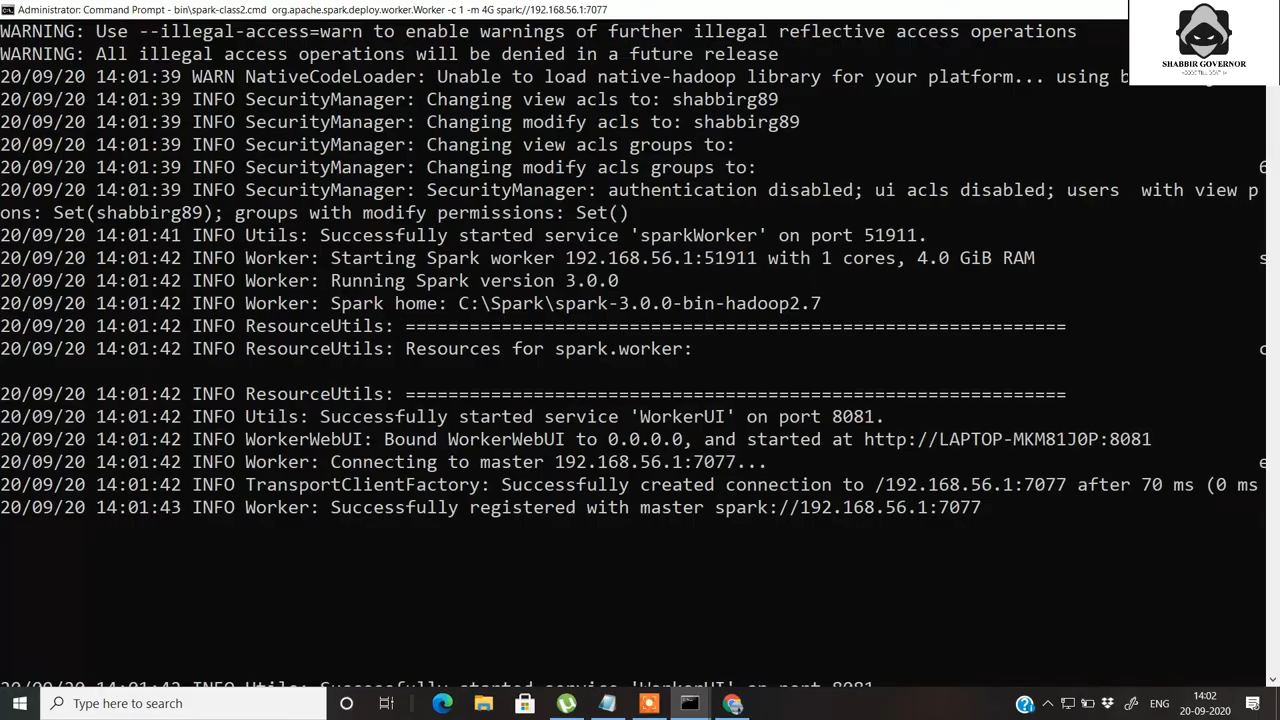 Administrator: Command Prompt - bin\spark-class2.cmd  org.apache.spark.deploy.worker.Worker -c 1 -m 4G spark://192.168.56.1:7077
WARNING: Use --illegal-access=warn to enable warnings of further illegal reflective access operations
WARNING: All illegal access operations will be denied in a future release
20/09/20 14:01:39 WARN NativeCodeLoader: Unable to load native-hadoop library for your platform... using
20/09/20 14:01:39 INFO SecurityManager: Changing view acls to: shabbirg89
20/09/20 14:01:39 INFO SecurityManager: Changing modify acls to: shabbirg89
20/09/20 14:01:39 INFO SecurityManager: Changing view acls groups to:
20/09/20 14:01:39 INFO SecurityManager: Changing modify acls groups to:
20/09/20 14:01:39 INFO SecurityManager: SecurityManager: authentication disabled; ui acls disabled; users  with view p
ons: Set(shabbirg89); groups with modify permissions: Set()
20/09/20 14:01:41 INFO Utils: Successfully started service 'sparkWorker' on port 51911.
20/09/20 14:01:42 INFO Worker: Starting Spark worker 192.168.56.1:51911 with 1 cores, 4.0 GiB RAM
20/09/20 14:01:42 INFO Worker: Running Spark version 3.0.0
20/09/20 14:01:42 INFO Worker: Spark home: C:\Spark\spark-3.0.0-bin-hadoop2.7
20/09/20 14:01:42 INFO ResourceUtils: ==============================================================
20/09/20 14:01:42 INFO ResourceUtils: Resources for spark.worker:
20/09/20 14:01:42 INFO ResourceUtils: ==============================================================
20/09/20 14:01:42 INFO Utils: Successfully started service 'WorkerUI' on port 8081.
20/09/20 14:01:42 INFO WorkerWebUI: Bound WorkerWebUI to 0.0.0.0, and started at http://LAPTOP-MKM81J0P:8081
20/09/20 14:01:42 INFO Worker: Connecting to master 192.168.56.1:7077...
20/09/20 14:01:42 INFO TransportClientFactory: Successfully created connection to /192.168.56.1:7077 after 70 ms (0 ms
20/09/20 14:01:43 INFO Worker: Successfully registered with master spark://192.168.56.1:7077
SHABBIR GOVERNOR
Type here to search
ENG
14:02
20-09-2020